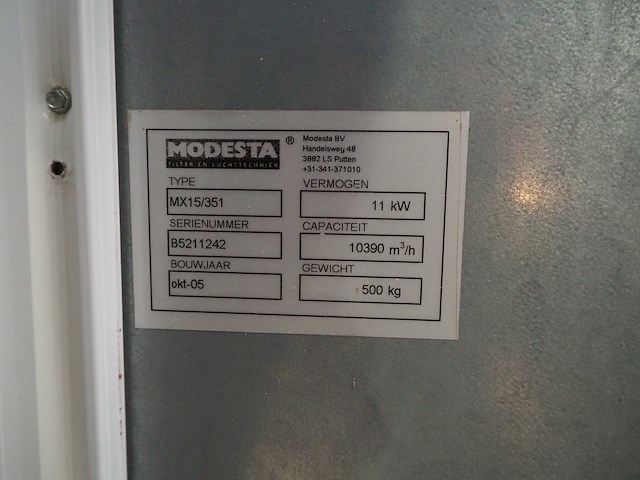 MODESTA ®
FILTER EN LUCHTTECHNIEK
Modesta BV
Handelsweg 48
3882 LS Putten
+31-341-371010
TYPE
MX15/351
SERIENUMMER
B5211242
BOUWJAAR
okt-05
VERMOGEN
11 kW
CAPACITEIT
10390 m³/h
GEWICHT
500 kg